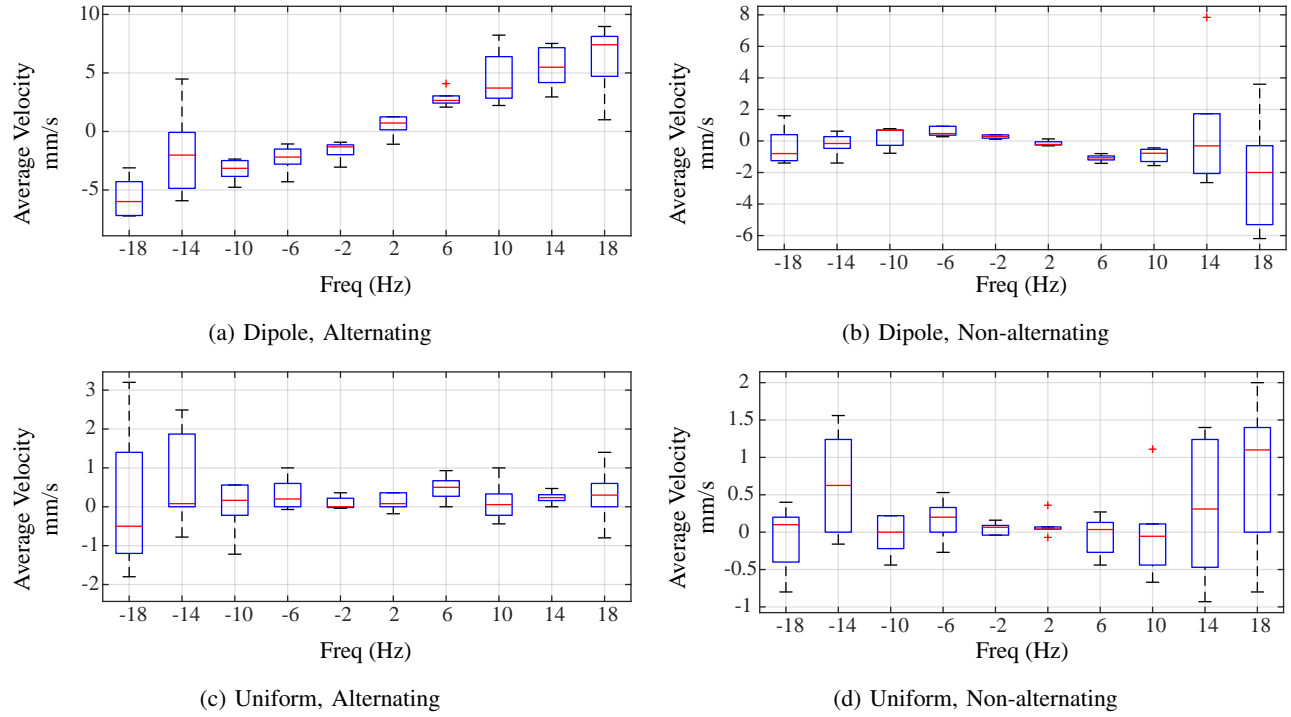 10
5
0
-5
Average Velocity
mm/s
-18 -14 -10 -6 -2 2 6 10 14 18
Freq (Hz)
(a) Dipole, Alternating
8
6
4
2
0
-2
-4
-6
Average Velocity
mm/s
-18 -14 -10 -6 -2 2 6 10 14 18
Freq (Hz)
(b) Dipole, Non-alternating
3
2
1
0
-1
-2
Average Velocity
mm/s
-18 -14 -10 -6 -2 2 6 10 14 18
Freq (Hz)
(c) Uniform, Alternating
2
1.5
1
0.5
0
-0.5
-1
Average Velocity
mm/s
-18 -14 -10 -6 -2 2 6 10 14 18
Freq (Hz)
(d) Uniform, Non-alternating